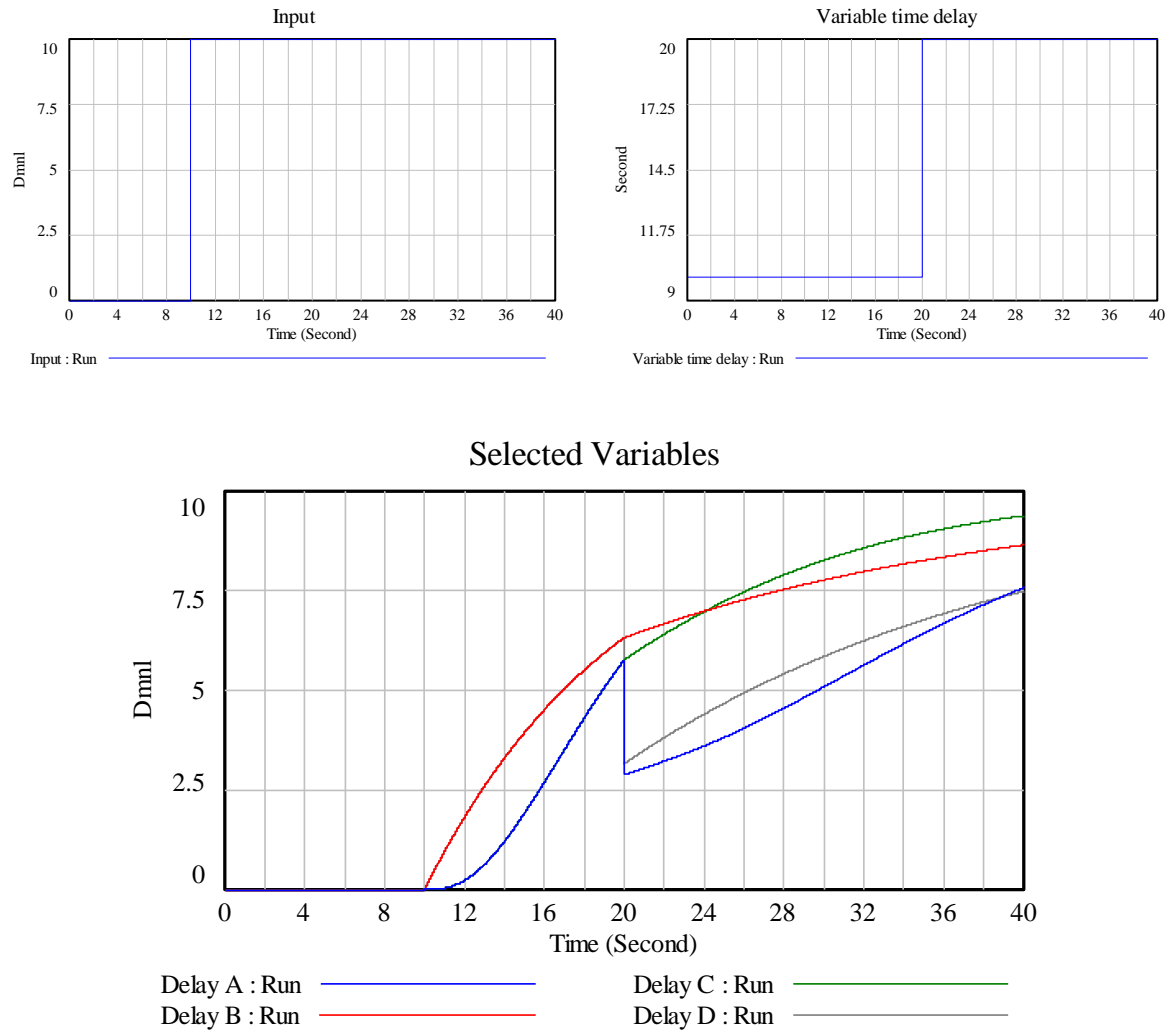 Input
Variable time delay
10
7.5
5
2.5
0
Dmnl
0 4 8 12 16 20 24 28 32 36 40
Time (Second)
Input : Run
20
17.25
14.5
11.75
9
Second
0 4 8 12 16 20 24 28 32 36 40
Time (Second)
Variable time delay : Run
Selected Variables
10
7.5
5
2.5
0
Dmnl
0 4 8 12 16 20 24 28 32 36 40
Time (Second)
Delay A : Run
Delay B : Run
Delay C : Run
Delay D : Run